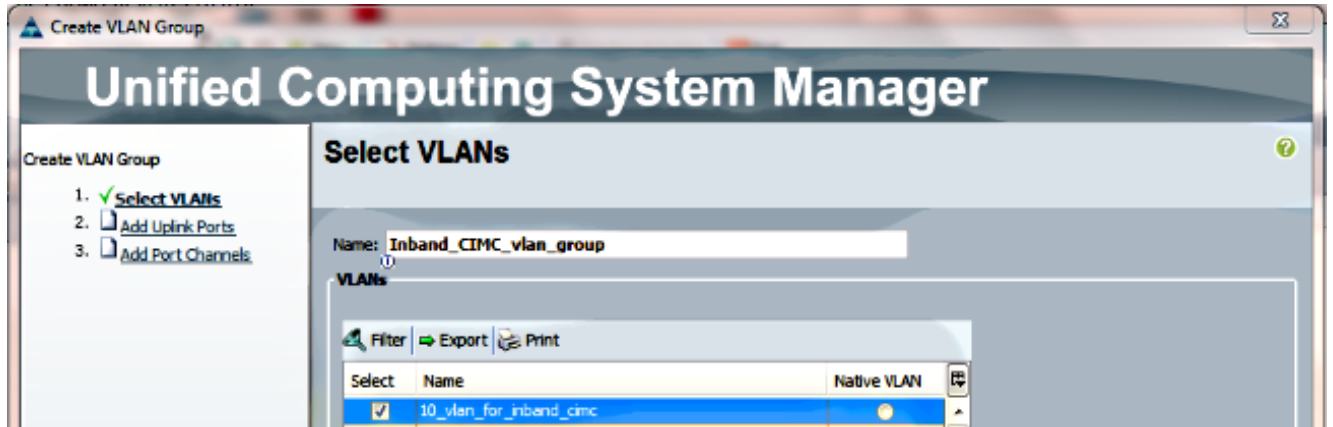 Create VLAN Group
Unified Computing System Manager
Create VLAN Group
1. Select VLANs
2. Add Uplink Ports
3. Add Port Channels
Select VLANs
Name: Inband_CIMC_vlan_group
VLANs
Filter Export Print
Select Name Native VLAN
10_vlan_for_inband_cimc